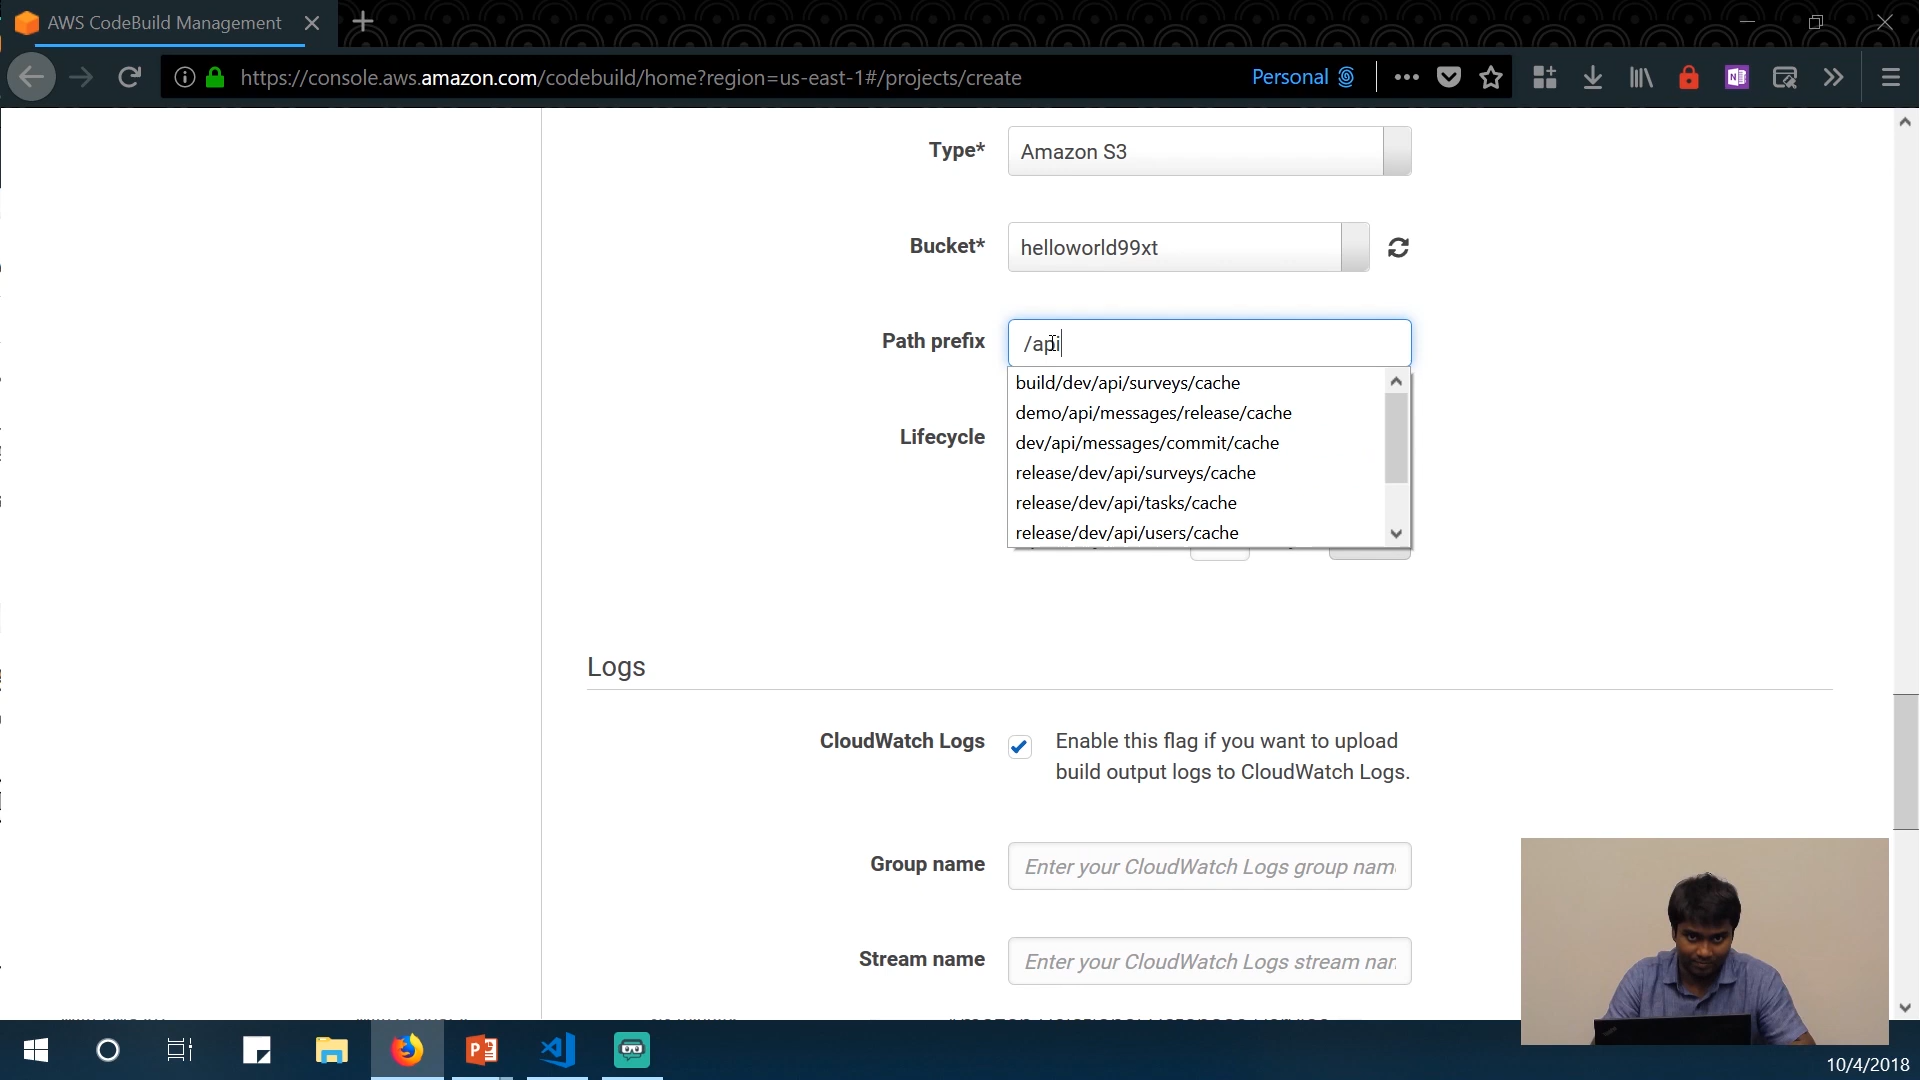 AWS CodeBuild Management
https://console.aws.amazon.com/codebuild/home?region=us-east-1#/projects/create
Personal
Type*
Amazon S3
Bucket*
helloworld99xt
Path prefix
/api
build/dev/api/surveys/cache
demo/api/messages/release/cache
dev/api/messages/commit/cache
release/dev/api/surveys/cache
release/dev/api/tasks/cache
release/dev/api/users/cache
Lifecycle
Logs
CloudWatch Logs
Enable this flag if you want to upload
build output logs to CloudWatch Logs.
Group name
Enter your CloudWatch Logs group nam
Stream name
Enter your CloudWatch Logs stream nar
10/4/2018